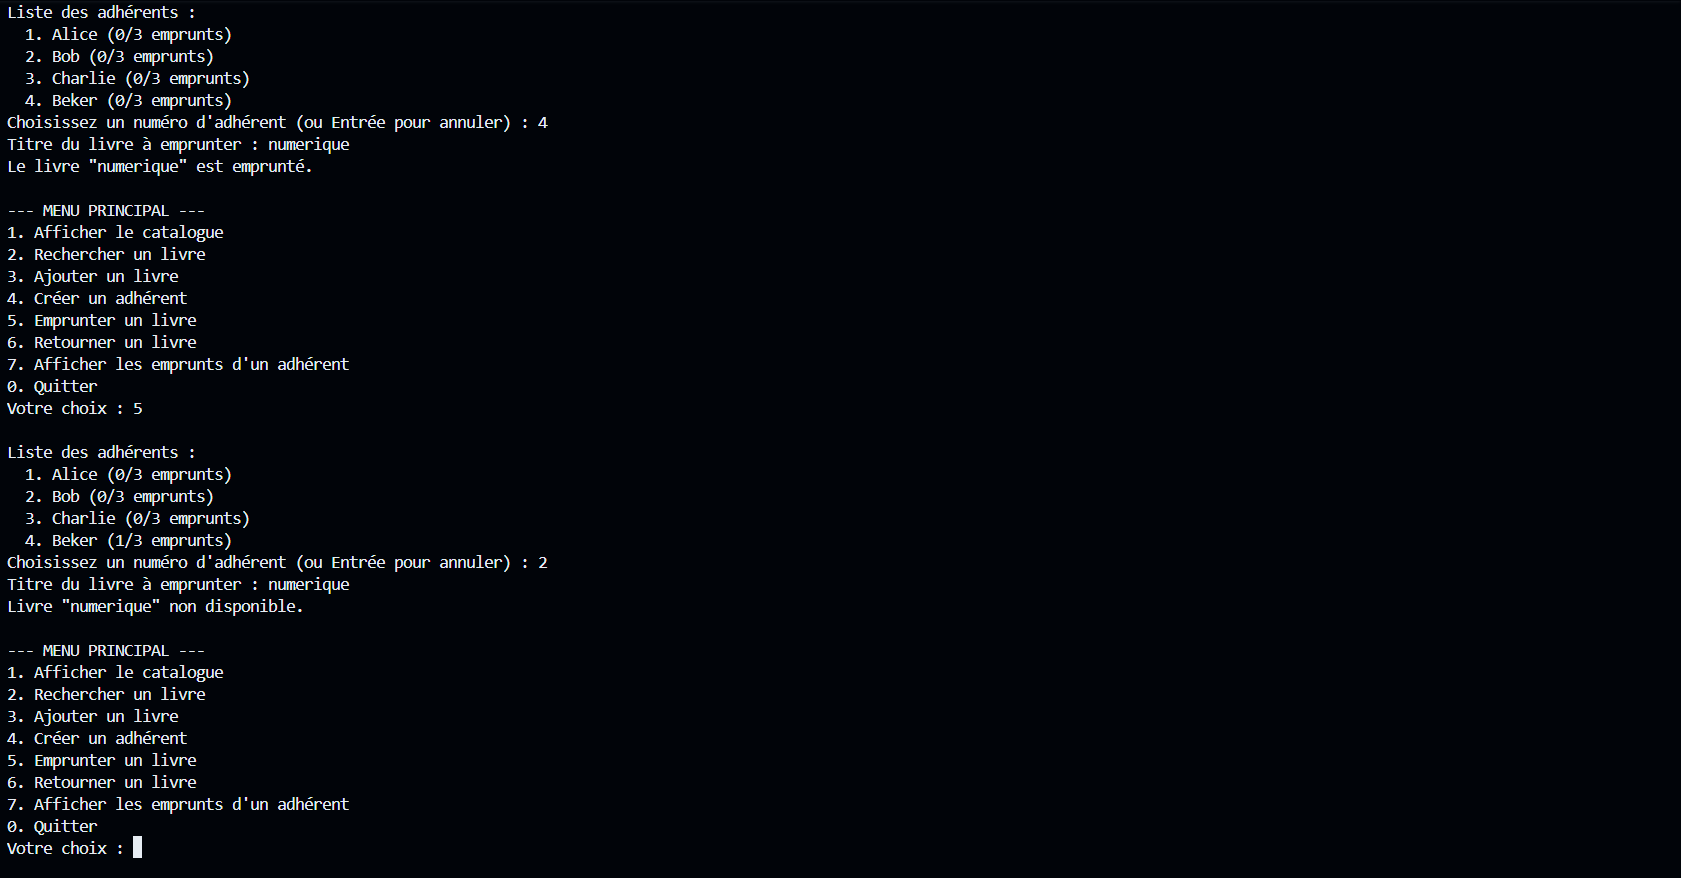 Liste des adhérents :
  1. Alice (0/3 emprunts)
  2. Bob (0/3 emprunts)
  3. Charlie (0/3 emprunts)
  4. Beker (0/3 emprunts)
Choisissez un numéro d'adhérent (ou Entrée pour annuler) : 4
Titre du livre à emprunter : numerique
Le livre "numerique" est emprunté.

--- MENU PRINCIPAL ---
1. Afficher le catalogue
2. Rechercher un livre
3. Ajouter un livre
4. Créer un adhérent
5. Emprunter un livre
6. Retourner un livre
7. Afficher les emprunts d'un adhérent
0. Quitter
Votre choix : 5

Liste des adhérents :
  1. Alice (0/3 emprunts)
  2. Bob (0/3 emprunts)
  3. Charlie (0/3 emprunts)
  4. Beker (1/3 emprunts)
Choisissez un numéro d'adhérent (ou Entrée pour annuler) : 2
Titre du livre à emprunter : numerique
Livre "numerique" non disponible.

--- MENU PRINCIPAL ---
1. Afficher le catalogue
2. Rechercher un livre
3. Ajouter un livre
4. Créer un adhérent
5. Emprunter un livre
6. Retourner un livre
7. Afficher les emprunts d'un adhérent
0. Quitter
Votre choix :